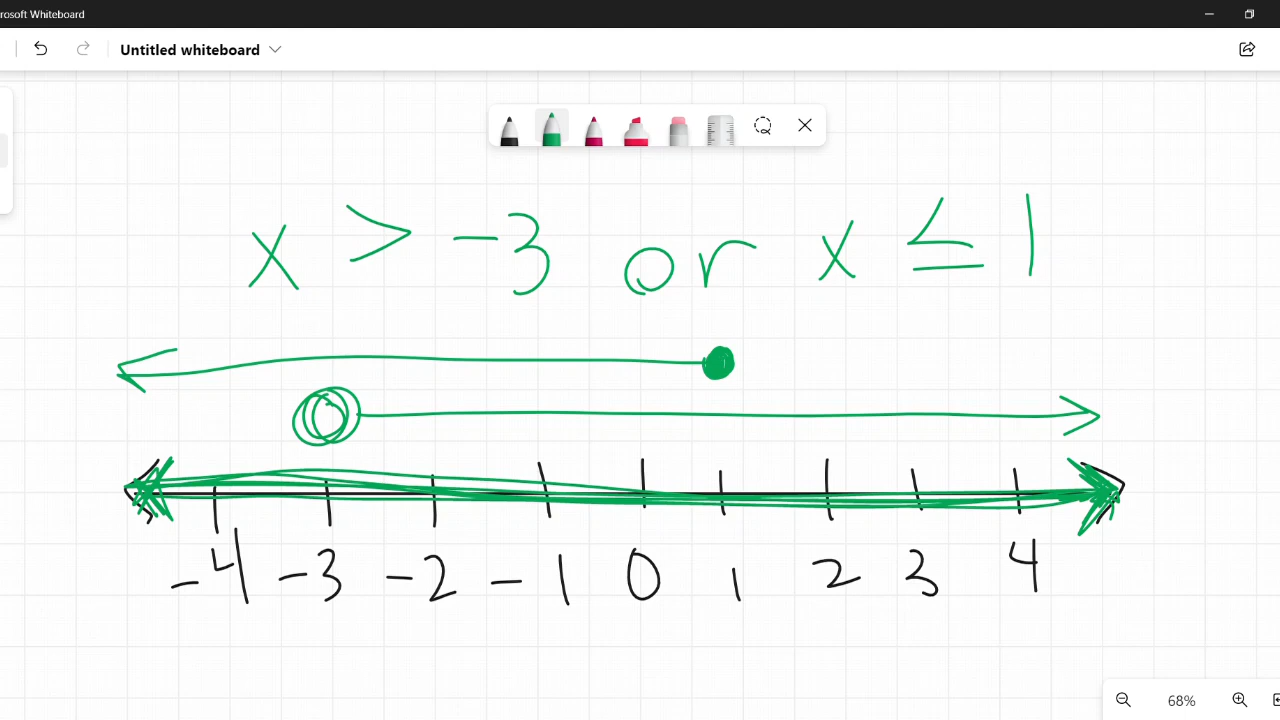 rosoft Whiteboard
Untitled whiteboard
x > -3 or x ≤ 1
-4 -3 -2 -1 0 1 2 3 4
68%